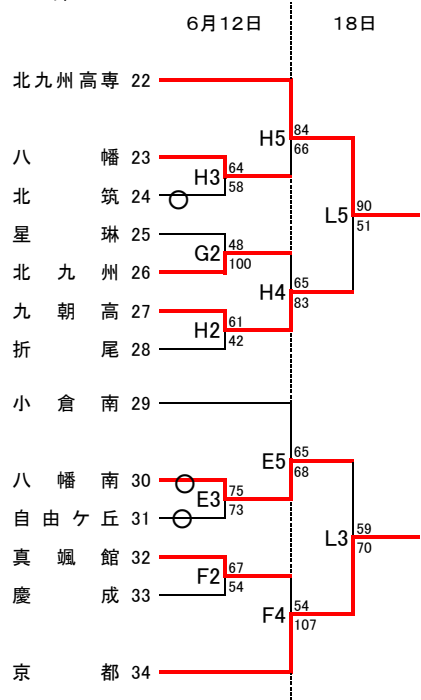 6月12日 18日
北九州高専 22
H5 84
66
八幡 23
H3 64
58
北筑 24
L5 90
51
星琳 25
G2 48
100
北九州 26
H4 65
83
九朝高 27
H2 61
42
折尾 28
小倉南 29
E5 65
68
八幡南 30
E3 75
73
自由ケ丘 31
L3 59
70
真颯館 32
F2 67
54
慶成 33
F4 54
107
京都 34